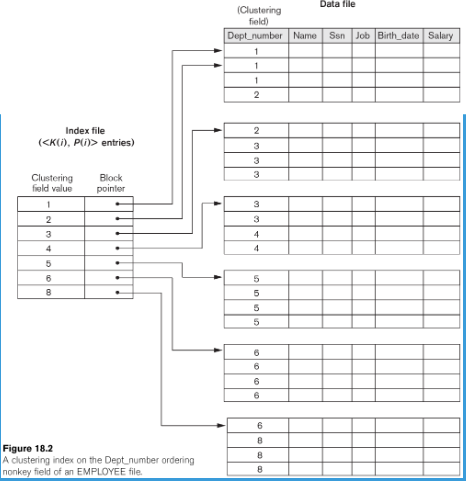 Data file
(Clustering
field)
Dept_number Name Ssn Job Birth_date Salary
1
1
1
2
2
3
3
3
3
3
4
4
5
5
5
5
6
6
6
6
6
8
8
8
Index file
(<K(i), P(i)> entries)
Clustering
field value
Block
pointer
1
2
3
4
5
6
8
Figure 18.2
A clustering index on the Dept_number ordering
nonkey field of an EMPLOYEE file.